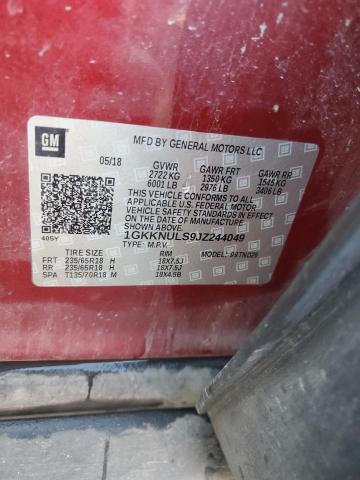 GM
MFD BY GENERAL MOTORS LLC
05/18
GVWR GAWR FRT GAWR RR
2722 KG 1350 KG 1545 KG
6001 LB 2976 LB 3406 LB
THIS VEHICLE CONFORMS TO ALL
APPLICABLE U.S. FEDERAL MOTOR
VEHICLE SAFETY STANDARDS IN EFFECT
ON THE DATE OF MANUFACTURE
SHOWN ABOVE.
405Y
1GKKNULS9JZ244049
TYPE: M.P.V.
TIRE SIZE RIM
FRT 235/65R18 H 18X7.5J
RR 235/65R18 H 18X7.5J
SPA T135/70R18 M 18X4.5B